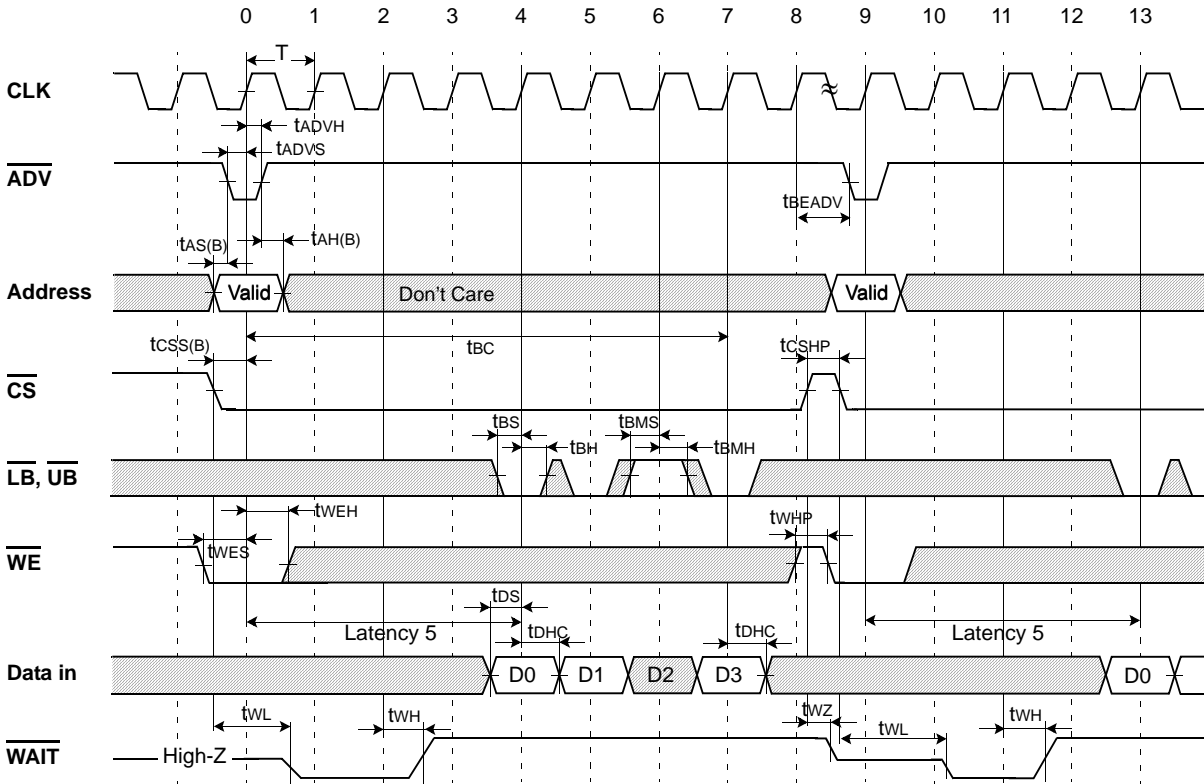 0 1 2 3 4 5 6 7 8 9 10 11 12 13
T
CLK
tADVH
tADVS
ADV
tBEADV
tAS(B) tAH(B)
Address Valid Don't Care Valid
tCSS(B) tBC tCSHP
CS
tBS tBMS
tBH tBMH
LB, UB
tWEH tWHP
tWES
WE
tDS
Latency 5 tDHC tDHC Latency 5
Data in D0 D1 D2 D3 D0
tWL tWH tWZ tWL tWH
WAIT High-Z